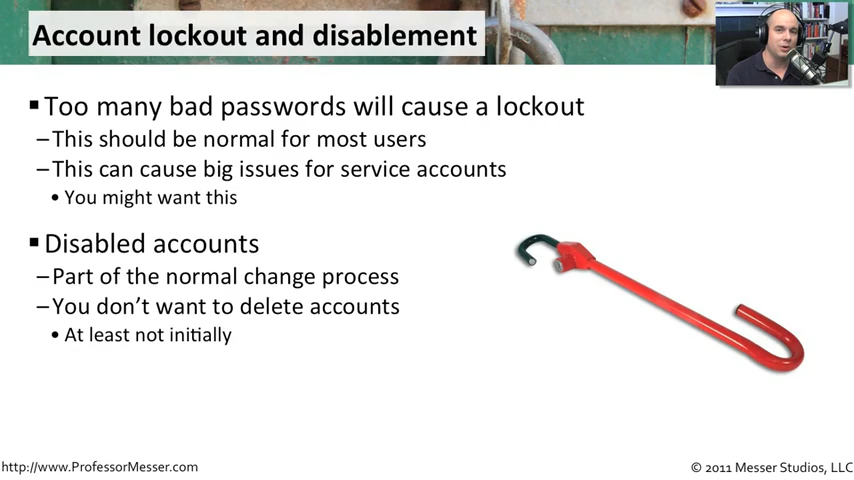 Account lockout and disablement
▪ Too many bad passwords will cause a lockout
– This should be normal for most users
– This can cause big issues for service accounts
• You might want this
▪ Disabled accounts
– Part of the normal change process
– You don't want to delete accounts
• At least not initially
http://www.ProfessorMesser.com
© 2011 Messer Studios, LLC